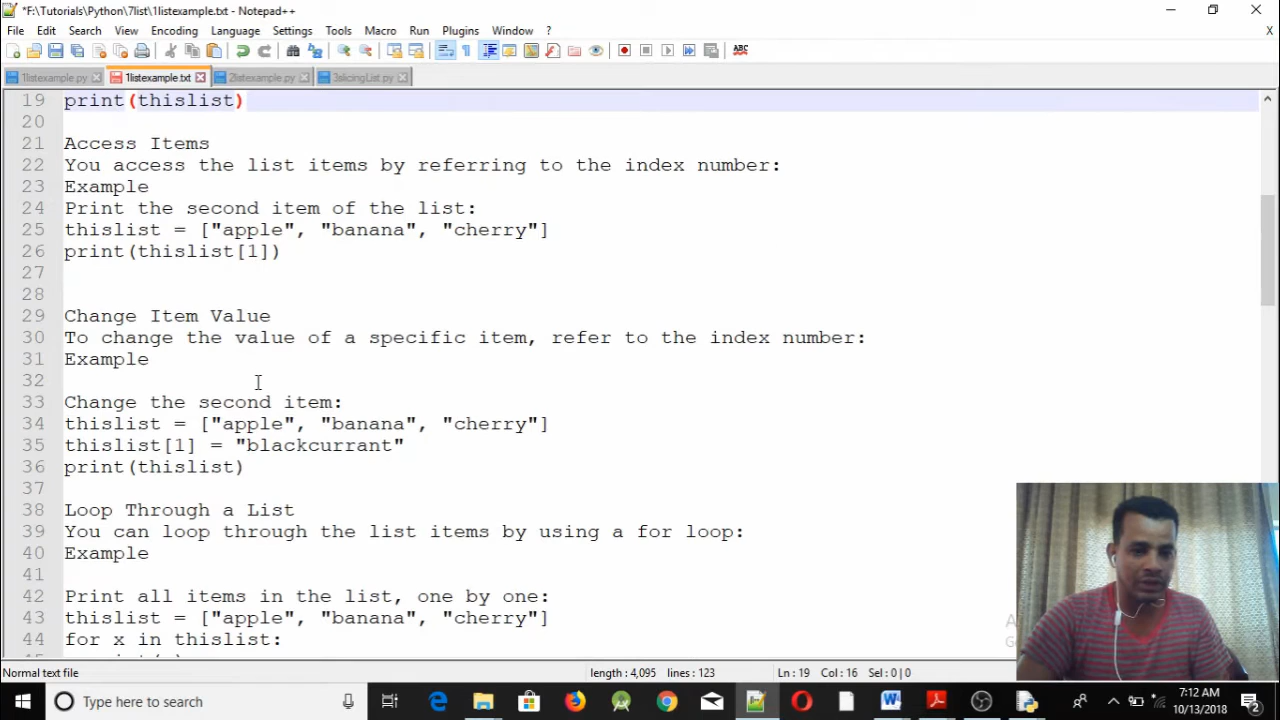 *F:\Tutorials\Python\7list\1listexample.txt - Notepad++
File Edit Search View Encoding Language Settings Tools Macro Run Plugins Window ? X
ABC
1listexample.py 1listexample.txt 2listexample.py 3slicingList.py
19 print(thislist)
20
21 Access Items
22 You access the list items by referring to the index number:
23 Example
24 Print the second item of the list:
25 thislist = ["apple", "banana", "cherry"]
26 print(thislist[1])
27
28
29 Change Item Value
30 To change the value of a specific item, refer to the index number:
31 Example
32
33 Change the second item:
34 thislist = ["apple", "banana", "cherry"]
35 thislist[1] = "blackcurrant"
36 print(thislist)
37
38 Loop Through a List
39 You can loop through the list items by using a for loop:
40 Example
41
42 Print all items in the list, one by one:
43 thislist = ["apple", "banana", "cherry"]
44 for x in thislist:
Normal text file length : 4,095 lines : 123 Ln : 19 Col : 16 Sel : 0 | 0
Type here to search
7:12 AM
10/13/2018
2